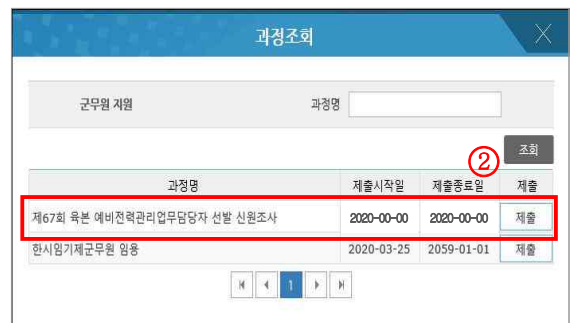 과정조회
군무원 지원 과정명
조회
②
과정명 제출시작일 제출종료일 제출
제67회 육본 예비전력관리업무담당자 선발 신원조사 2020-00-00 2020-00-00 제출
한시임기제군무원 임용 2020-03-25 2059-01-01 제출
1